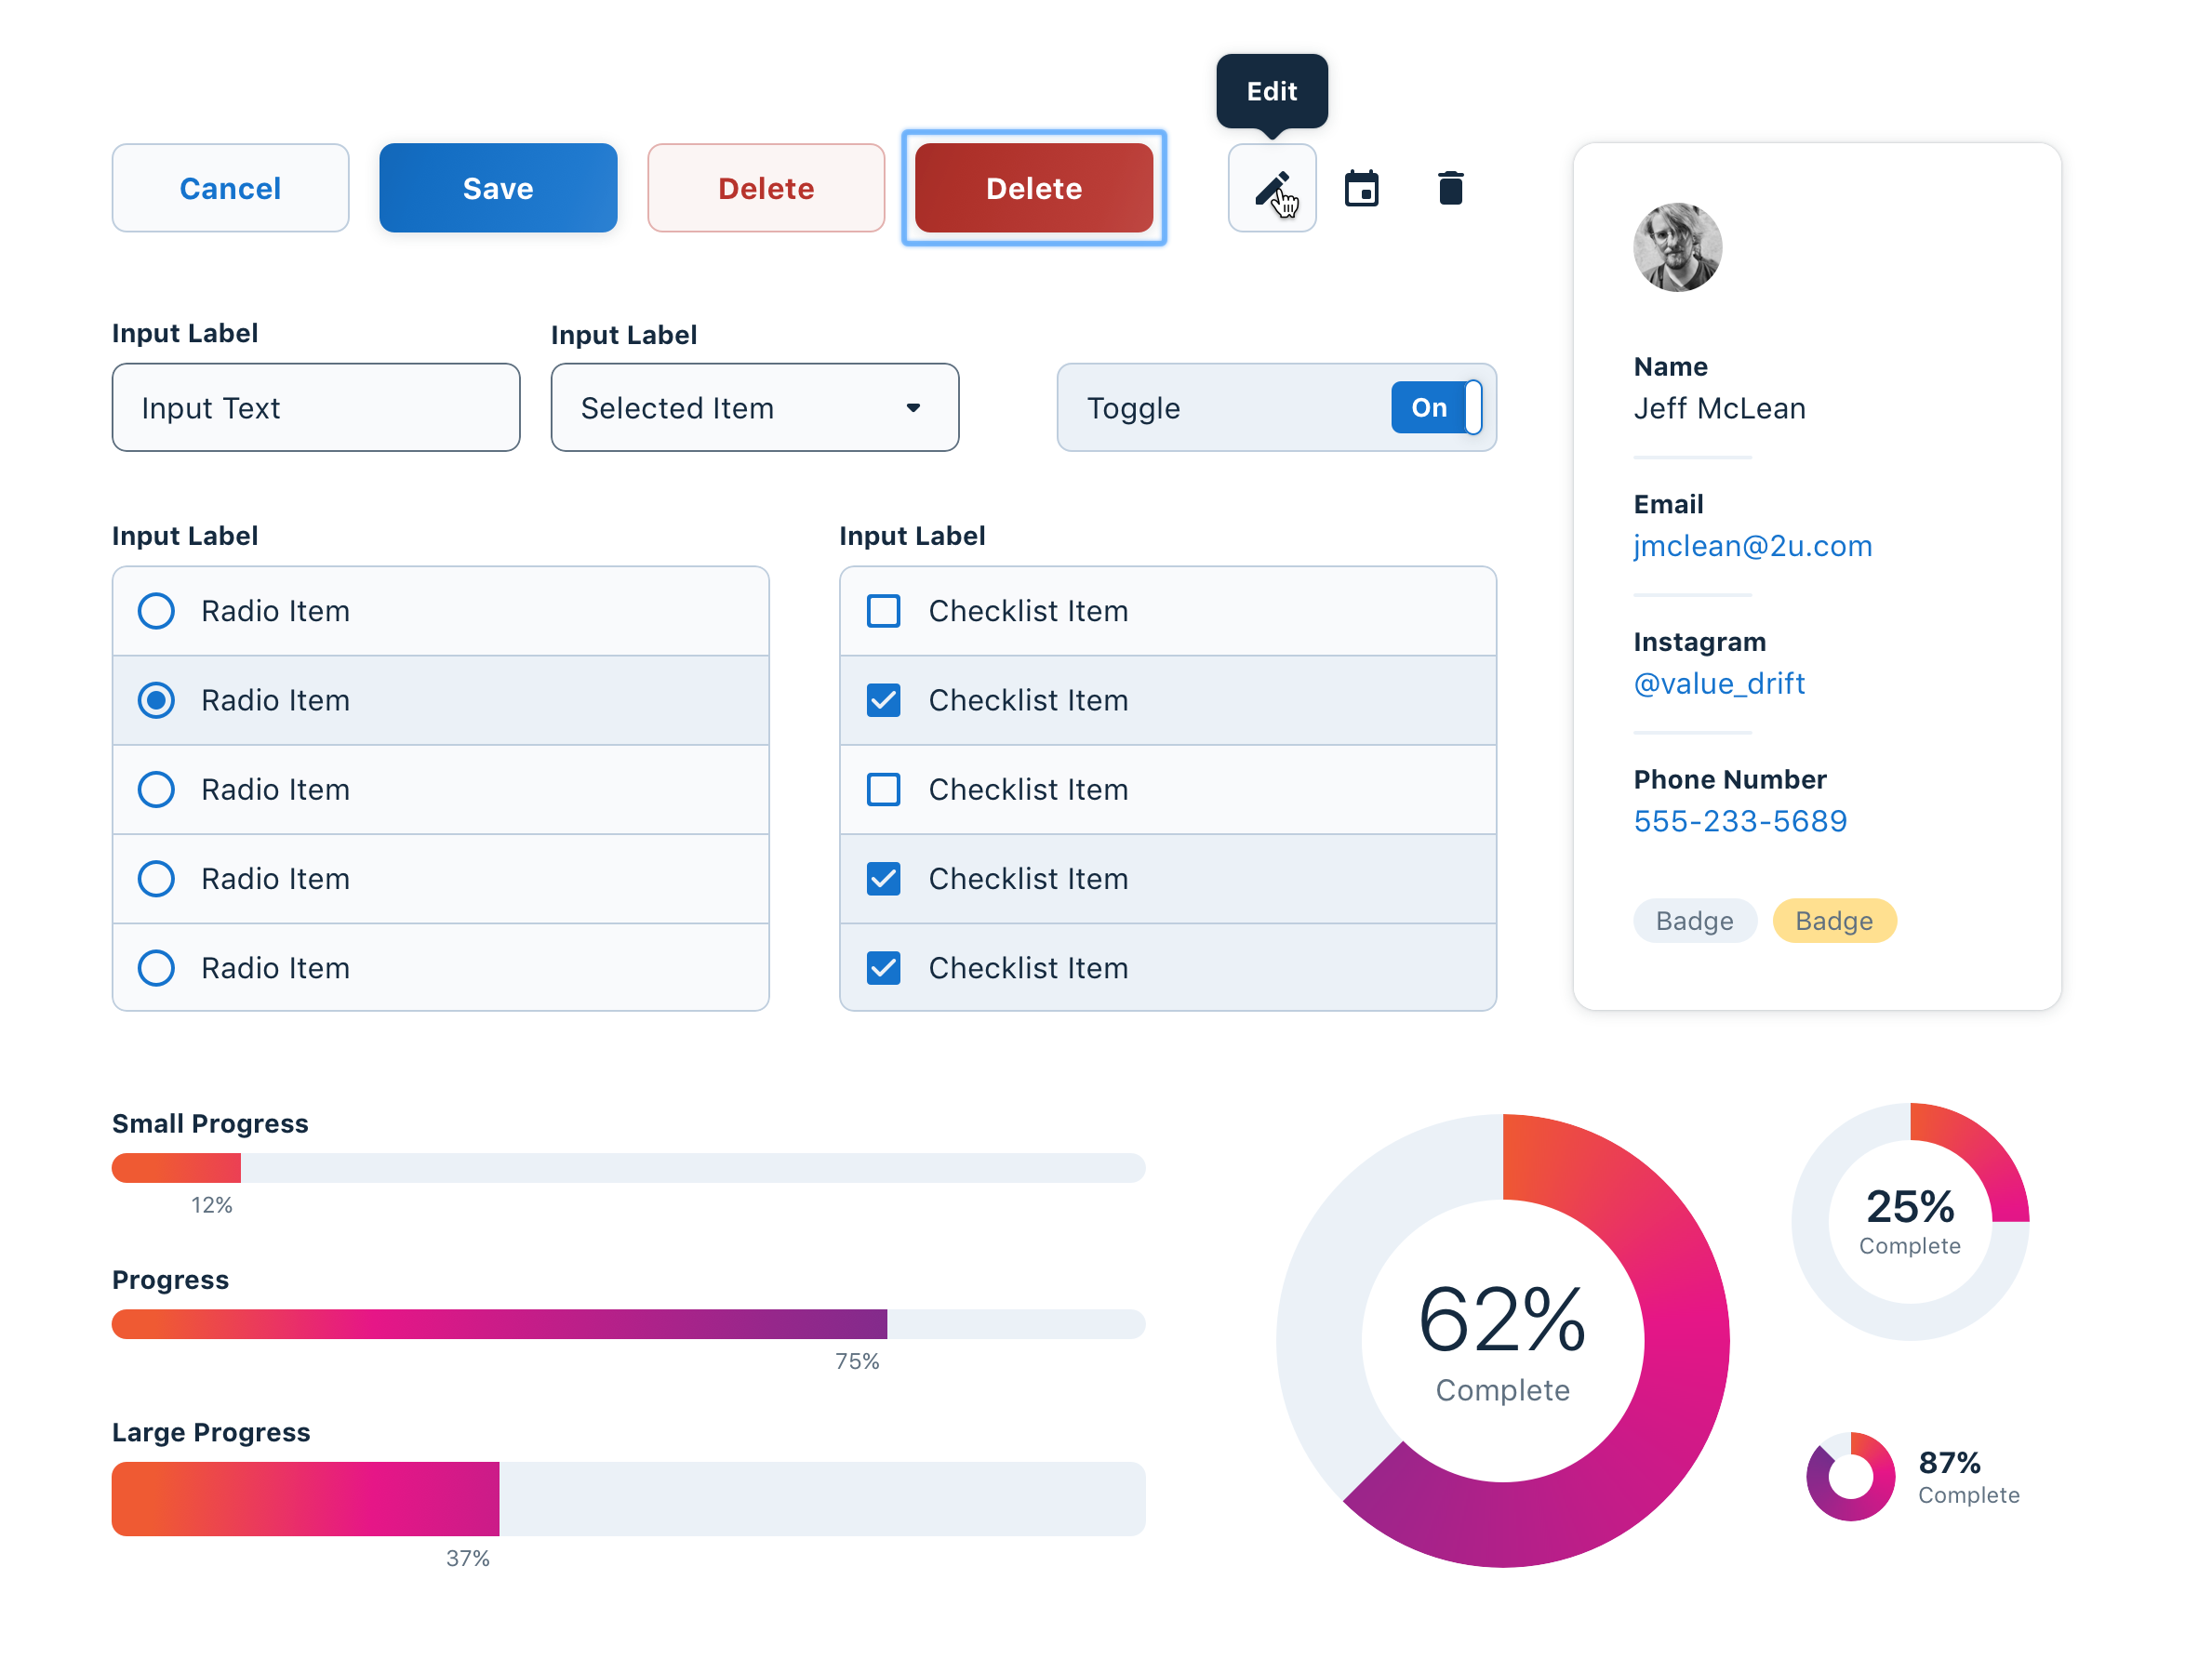 Edit
Cancel
Save
Delete
Delete
Input Label
Input Text
Input Label
Selected Item
Toggle
On
Input Label
Radio Item
Radio Item
Radio Item
Radio Item
Radio Item
Input Label
Checklist Item
Checklist Item
Checklist Item
Checklist Item
Checklist Item
Name
Jeff McLean
Email
jmclean@2u.com
Instagram
@value_drift
Phone Number
555-233-5689
Badge
Badge
Small Progress
12%
Progress
75%
Large Progress
37%
62%
Complete
25%
Complete
87%
Complete